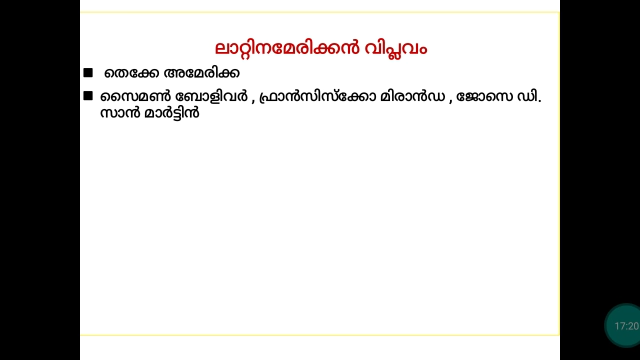 ലാറ്റിനമേരിക്കൻ വിപ്ലവം
തെക്കേ അമേരിക്ക
സൈമൺ ബോളിവർ , ഫ്രാൻസിസ്ക്കോ മിരാൻഡ , ജോസെ ഡി.
സാൻ മാർട്ടിൻ
17:20